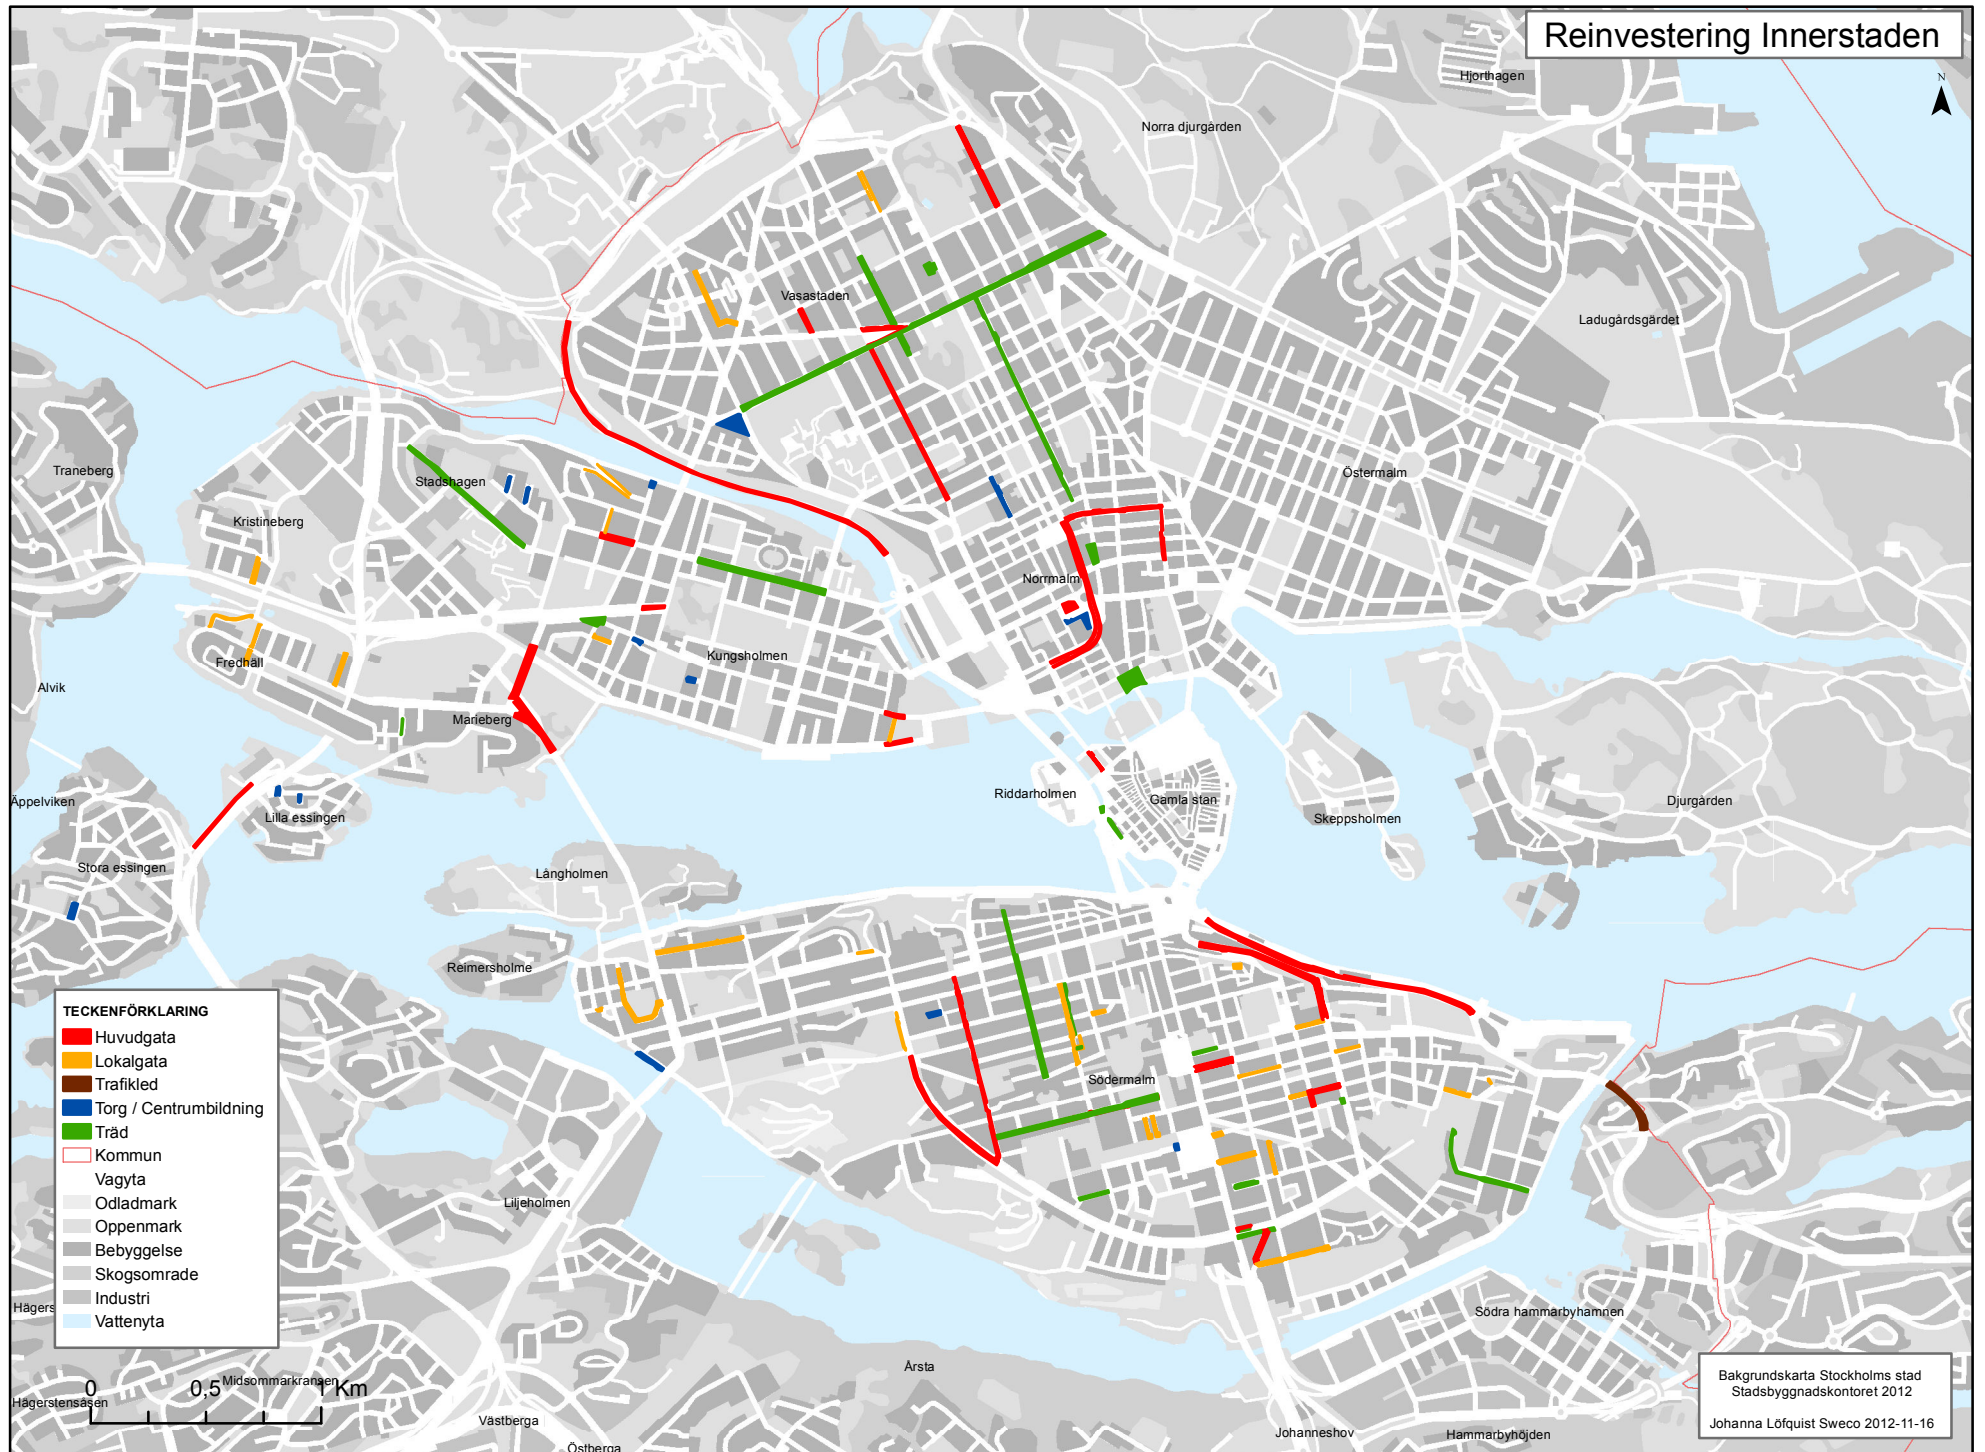 Reinvestering Innerstaden
N
Hjorthagen
Norra djurgården
Vasastaden
Ladugårdsgärdet
Traneberg
Stadshagen
Östermalm
Kristineberg
Norrmalm
Fredhäll
Kungsholmen
Alvik
Marieberg
Riddarholmen
Gamla stan
Äppelviken
Djurgården
Lilla essingen
Skeppsholmen
Stora essingen
Långholmen
Reimersholme
TECKENFÖRKLARING
Huvudgata
Lokalgata
Trafikled
Torg / Centrumbildning
Träd
Kommun
Vagyta
Odladmark
Oppenmark
Bebyggelse
Skogsomrade
Industri
Vattenyta
Södermalm
Liljeholmen
Hägers
Södra hammarbyhamnen
Årsta
0 0,5 1 Km
Midsommarkransen
Hägerstensåsen
Västberga
Östberga
Johanneshov
Hammarbyhöjden
Bakgrundskarta Stockholms stad
Stadsbyggnadskontoret 2012
Johanna Löfquist Sweco 2012-11-16